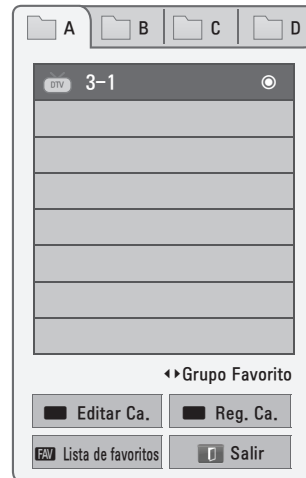 A B C D
DTV 3-1
Grupo Favorito
Editar Ca. Reg. Ca.
FAV Lista de favoritos Salir